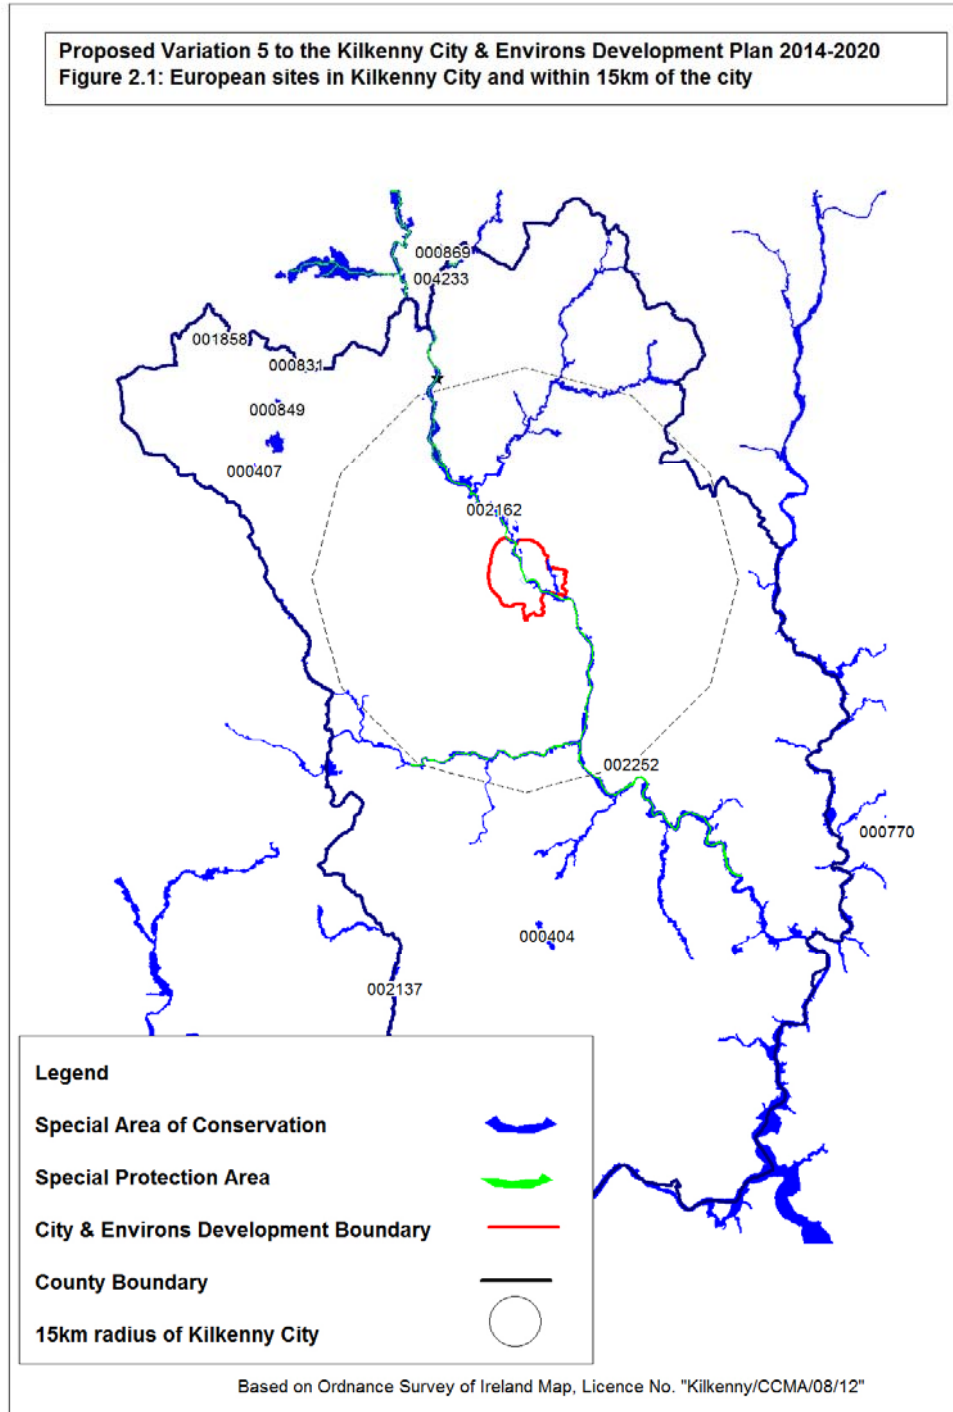 Proposed Variation 5 to the Kilkenny City & Environs Development Plan 2014-2020
Figure 2.1: European sites in Kilkenny City and within 15km of the city
000869
004233
001858
000831
000849
000407
002162
002252
000770
000404
002137
Legend
Special Area of Conservation
Special Protection Area
City & Environs Development Boundary
County Boundary
15km radius of Kilkenny City
Based on Ordnance Survey of Ireland Map, Licence No. "Kilkenny/CCMA/08/12"